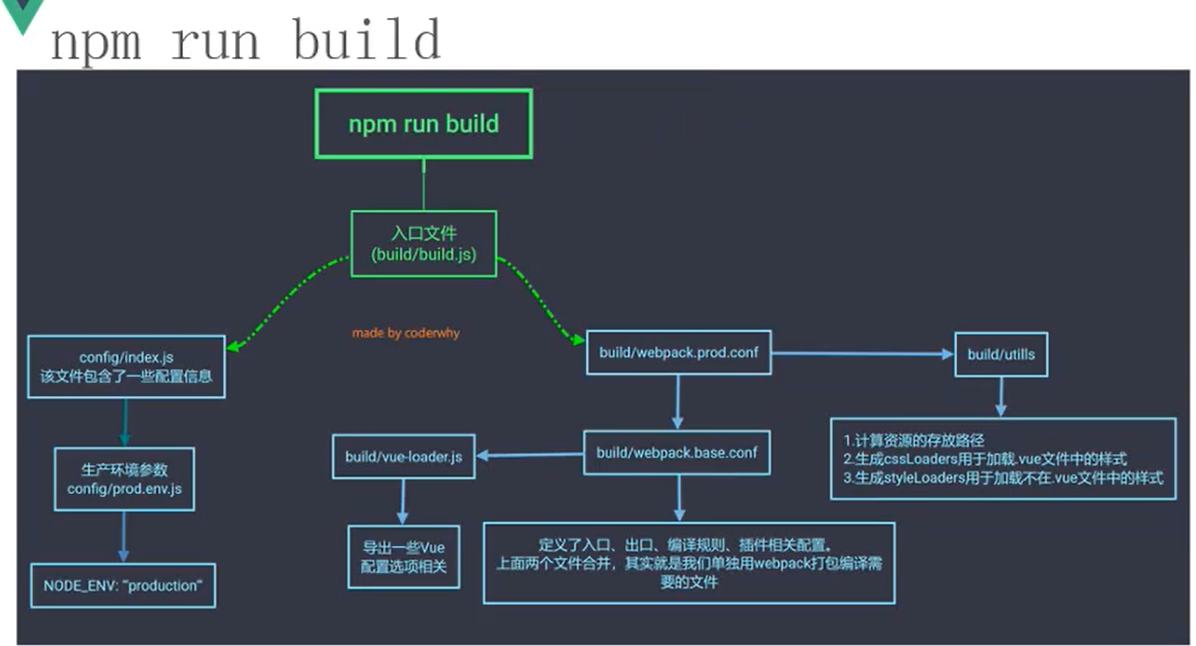 npm run build
npm run build
入口文件
(build/build.js)
made by coderwhy
config/index.js
该文件包含了一些配置信息
build/webpack.prod.conf
build/utills
生产环境参数
config/prod.env.js
build/vue-loader.js
build/webpack.base.conf
1.计算资源的存放路径
2.生成cssLoaders用于加载.vue文件中的样式
3.生成styleLoaders用于加载不在.vue文件中的样式
NODE_ENV: "production"
导出一些Vue
配置选项相关
定义了入口、出口、编译规则、插件相关配置。
上面两个文件合并，其实就是我们单独用webpack打包编译需
要的文件